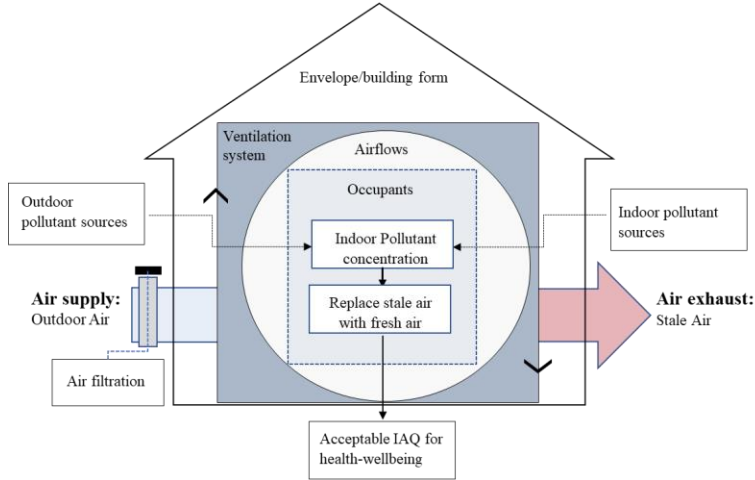 Envelope/building form
Ventilation
system
Airflows
Occupants
Outdoor
pollutant sources
Indoor pollutant
sources
Indoor Pollutant
concentration
Air supply:
Outdoor Air
Replace stale air
with fresh air
Air exhaust:
Stale Air
Air filtration
Acceptable IAQ for
health-wellbeing